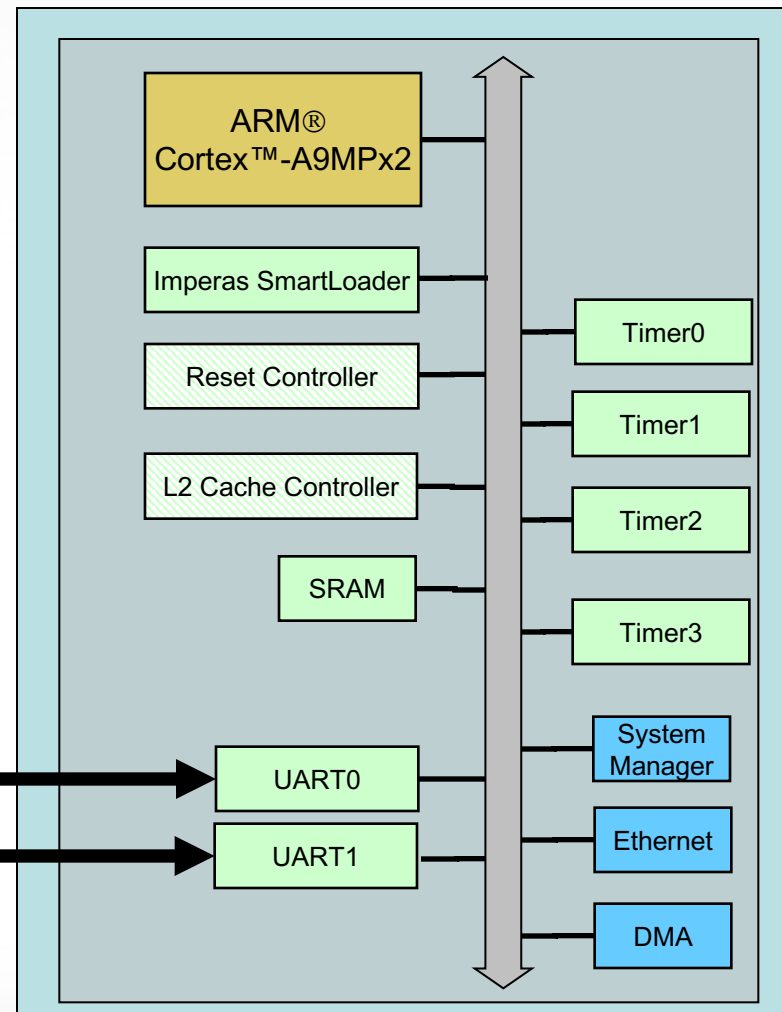 ARM®
Cortex™-A9MPx2
Imperas SmartLoader
Reset Controller
L2 Cache Controller
SRAM
UART0
UART1
Timer0
Timer1
Timer2
Timer3
System
Manager
Ethernet
DMA